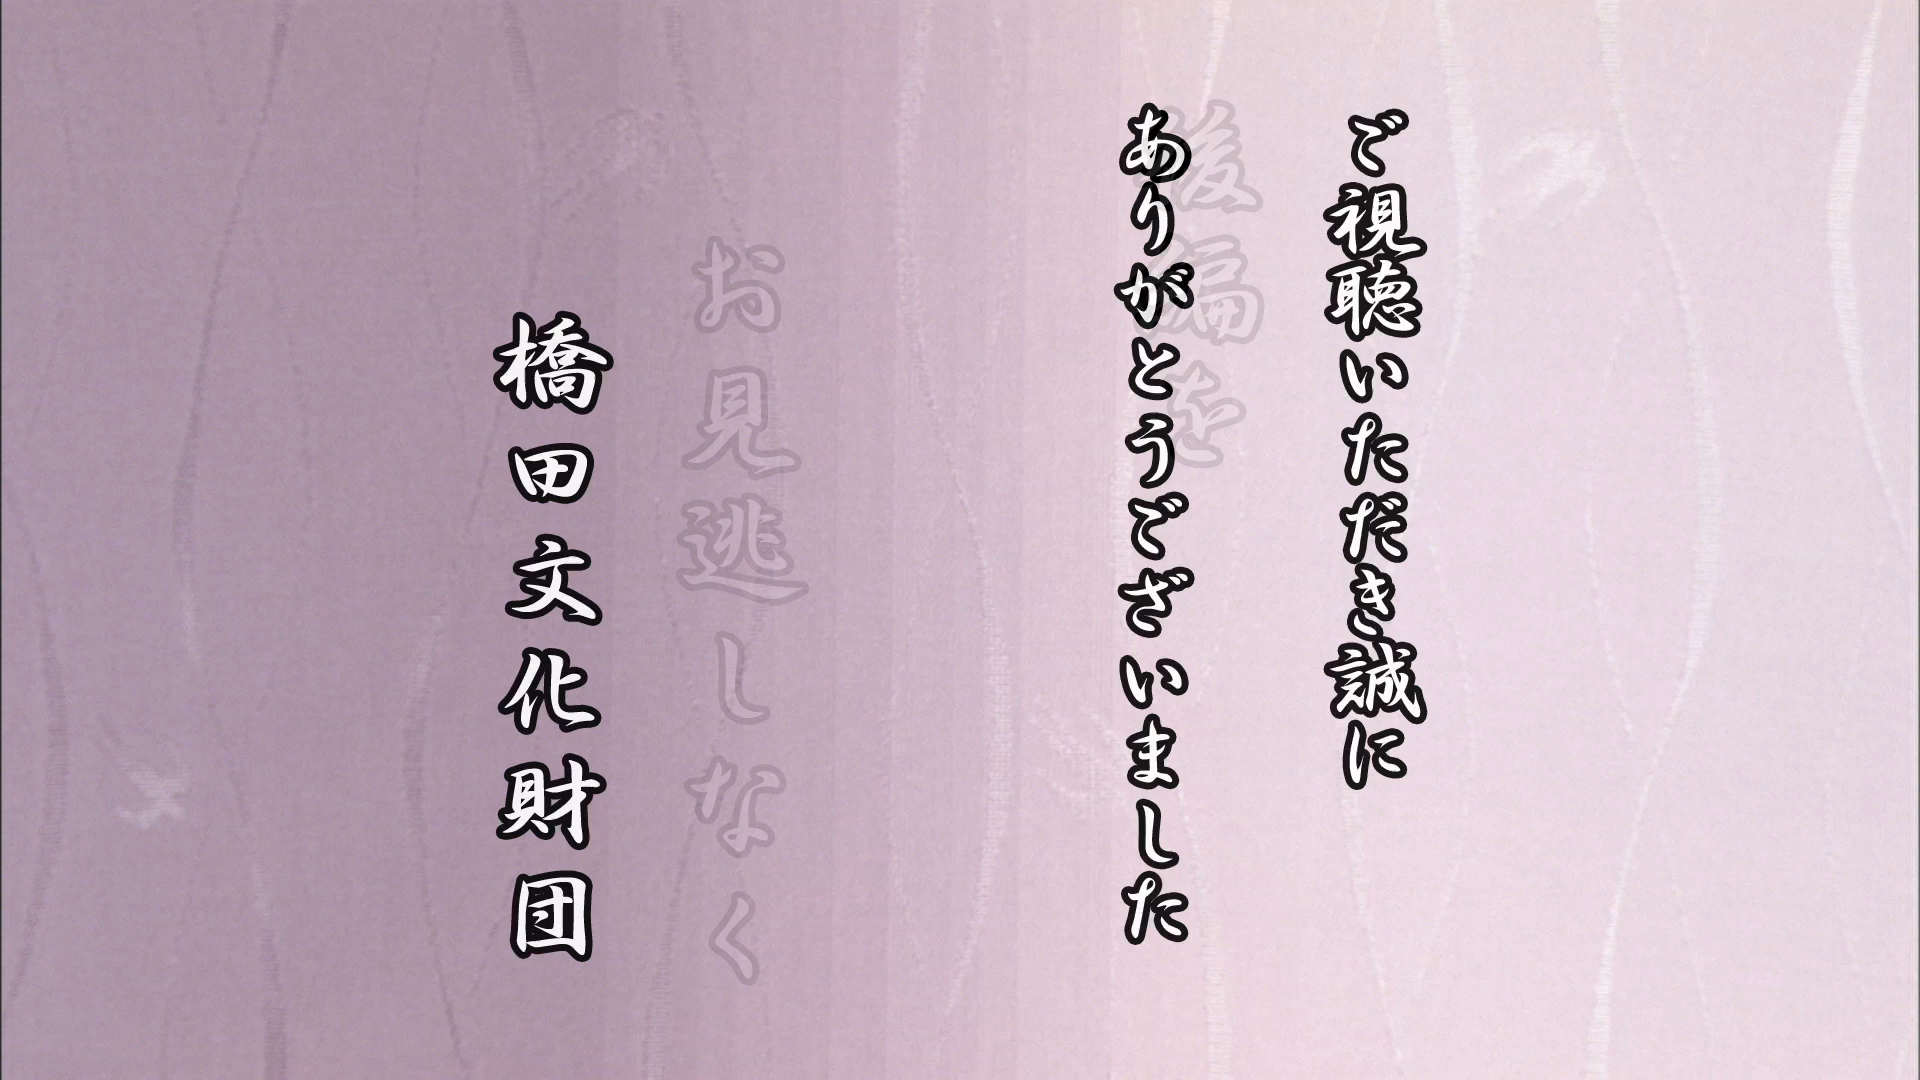 ご視聴いただき誠に
ありがとうございました
後編を
お見逃しなく
橋田文化財団